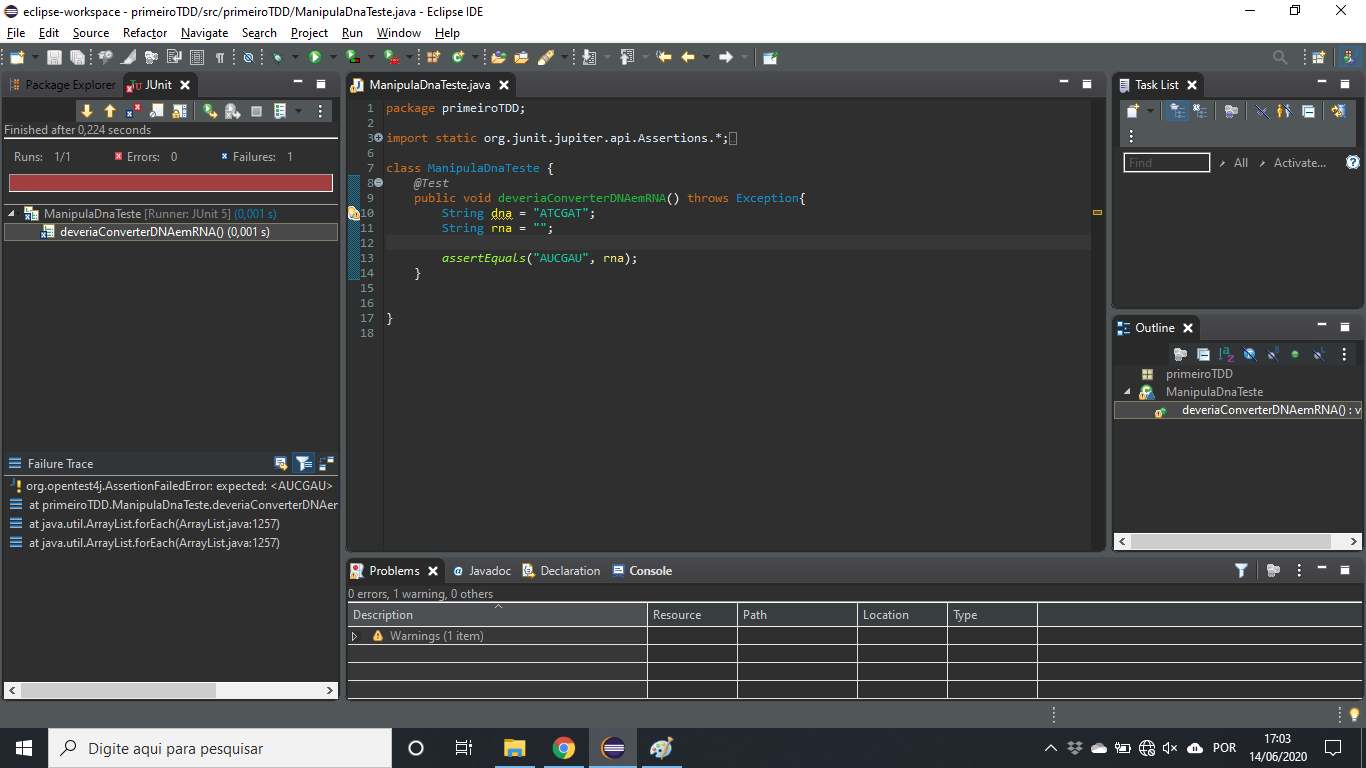 eclipse-workspace - primeiroTDD/src/primeiroTDD/ManipulaDnaTeste.java - Eclipse IDE
File Edit Source Refactor Navigate Search Project Run Window Help
Package Explorer JUnit
Finished after 0,224 seconds
Runs: 1/1 Errors: 0 Failures: 1
ManipulaDnaTeste [Runner: JUnit 5] (0,001 s)
deveriaConverterDNAemRNA() (0,001 s)
Failure Trace
org.opentest4j.AssertionFailedError: expected: <AUCGAU>
at primeiroTDD.ManipulaDnaTeste.deveriaConverterDNAer
at java.util.ArrayList.forEach(ArrayList.java:1257)
at java.util.ArrayList.forEach(ArrayList.java:1257)
ManipulaDnaTeste.java
1 package primeiroTDD;
2
3 import static org.junit.jupiter.api.Assertions.*;
6
7 class ManipulaDnaTeste {
8 @Test
9 public void deveriaConverterDNAemRNA() throws Exception{
10 String dna = "ATCGAT";
11 String rna = "";
12
13 assertEquals("AUCGAU", rna);
14 }
15
16
17 }
18
Task List
Find All Activate...
Outline
primeiroTDD
ManipulaDnaTeste
deveriaConverterDNAemRNA() : v
Problems Javadoc Declaration Console
0 errors, 1 warning, 0 others
Description Resource Path Location Type
Warnings (1 item)
Digite aqui para pesquisar
POR
17:03
14/06/2020